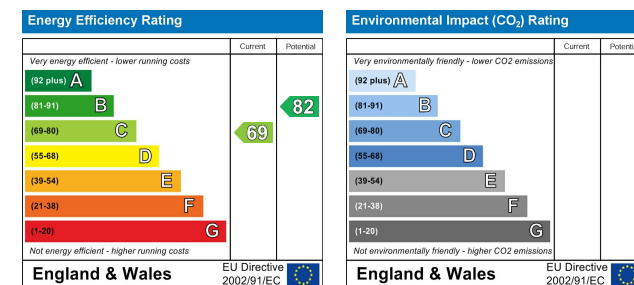 Energy Efficiency Rating
Current Potential
Very energy efficient - lower running costs
(92 plus) A
(81-91) B
82
(69-80) C
69
(55-68) D
(39-54) E
(21-38) F
(1-20) G
Not energy efficient - higher running costs
England & Wales
EU Directive
2002/91/EC
Environmental Impact (CO2) Rating
Current Potenti
Very environmentally friendly - lower CO2 emissions
(92 plus) A
(81-91) B
(69-80) C
(55-68) D
(39-54) E
(21-38) F
(1-20) G
Not environmentally friendly - higher CO2 emissions
England & Wales
EU Directive
2002/91/EC